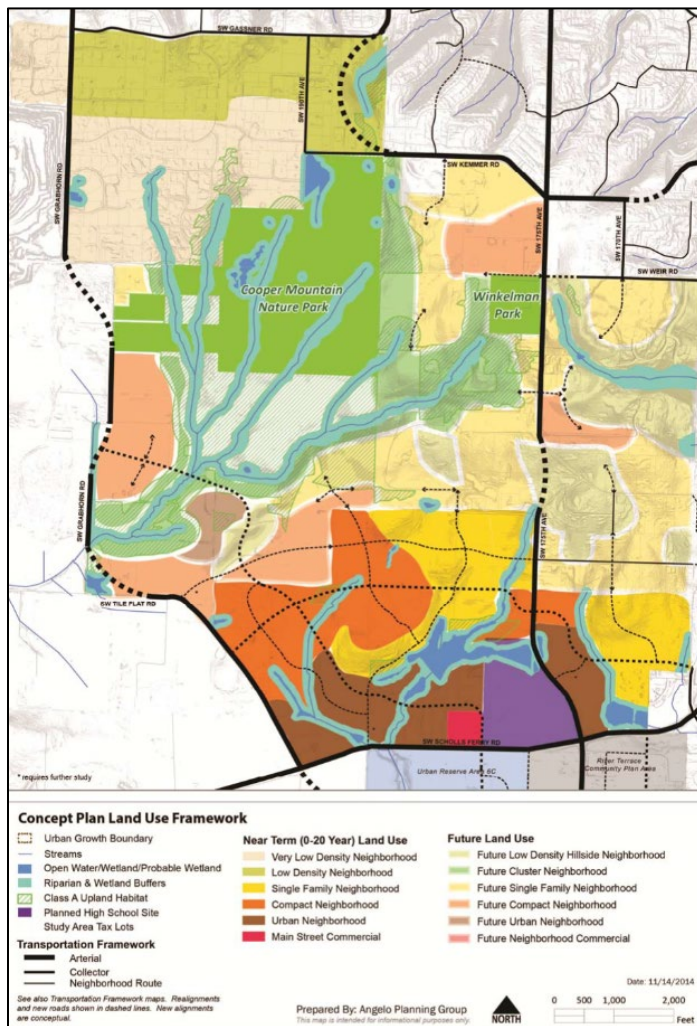 SW GASSNER RD
SW 190TH AVE
SW GRABHORN RD
SW KEMMER RD
SW 175TH AVE
SW 170TH AVE
SW WEIR RD
Cooper Mountain
Nature Park
Winkelman
Park
SW GRABHORN RD
SW 175TH AVE
SW TILE FLAT RD
SW SCHOLLS FERRY RD
* requires further study
Urban Reserve Area 6C
River Terrace
Community Plan Area
Concept Plan Land Use Framework
Urban Growth Boundary
Streams
Open Water/Wetland/Probable Wetland
Riparian & Wetland Buffers
Class A Upland Habitat
Planned High School Site
Study Area Tax Lots
Transportation Framework
Arterial
Collector
Neighborhood Route
See also Transportation Framework maps. Realignments
and new roads shown in dashed lines. New alignments
are conceptual.
Near Term (0-20 Year) Land Use
Very Low Density Neighborhood
Low Density Neighborhood
Single Family Neighborhood
Compact Neighborhood
Urban Neighborhood
Main Street Commercial
Future Land Use
Future Low Density Hillside Neighborhood
Future Cluster Neighborhood
Future Single Family Neighborhood
Future Compact Neighborhood
Future Urban Neighborhood
Future Neighborhood Commercial
Date: 11/14/2014
Prepared By: Angelo Planning Group
This map is intended for informational purposes only.
NORTH
0 500 1,000 2,000
Feet